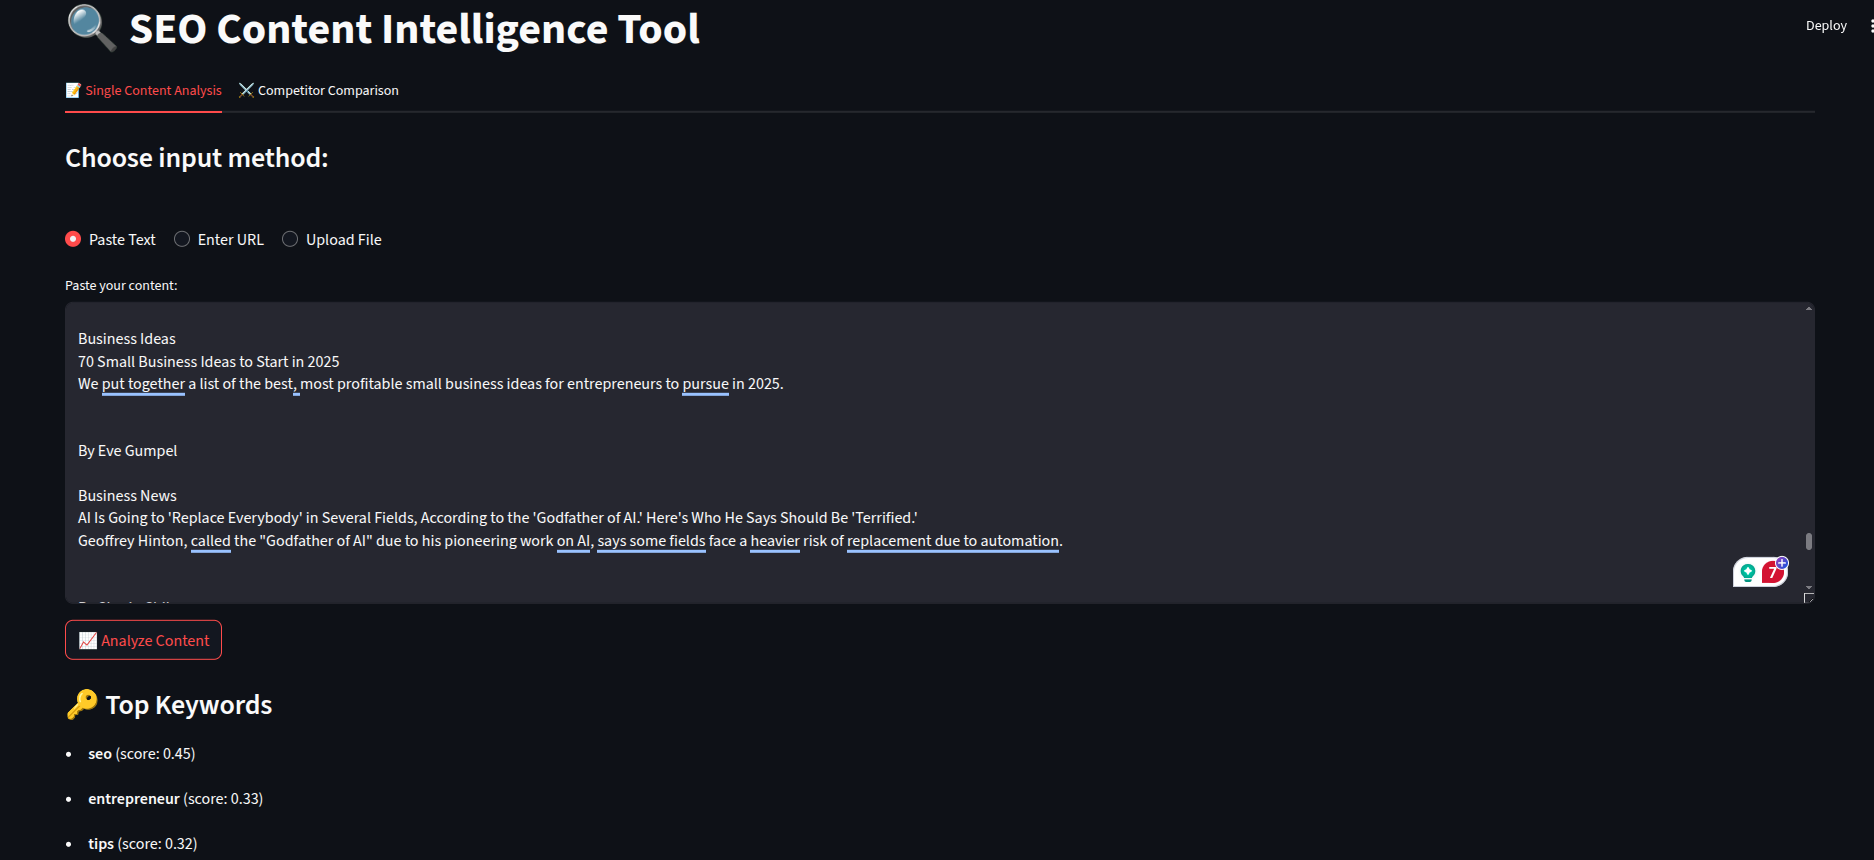 SEO Content Intelligence Tool
Deploy
Single Content Analysis
Competitor Comparison
Choose input method:
Paste Text
Enter URL
Upload File
Paste your content:
Business Ideas
70 Small Business Ideas to Start in 2025
We put together a list of the best, most profitable small business ideas for entrepreneurs to pursue in 2025.
By Eve Gumpel
Business News
AI Is Going to 'Replace Everybody' in Several Fields, According to the 'Godfather of AI.' Here's Who He Says Should Be 'Terrified.'
Geoffrey Hinton, called the "Godfather of AI" due to his pioneering work on AI, says some fields face a heavier risk of replacement due to automation.
7
Analyze Content
Top Keywords
seo (score: 0.45)
entrepreneur (score: 0.33)
tips (score: 0.32)